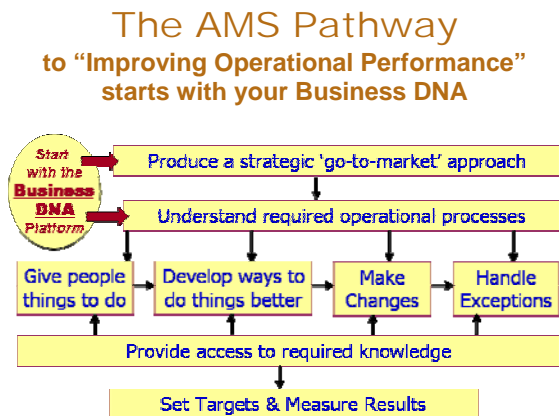 The AMS Pathway
to “Improving Operational Performance”
starts with your Business DNA
Start
with the
Business
DNA
Platform
Produce a strategic ‘go-to-market’ approach
Understand required operational processes
Give people
things to do
Develop ways to
do things better
Make
Changes
Handle
Exceptions
Provide access to required knowledge
Set Targets & Measure Results